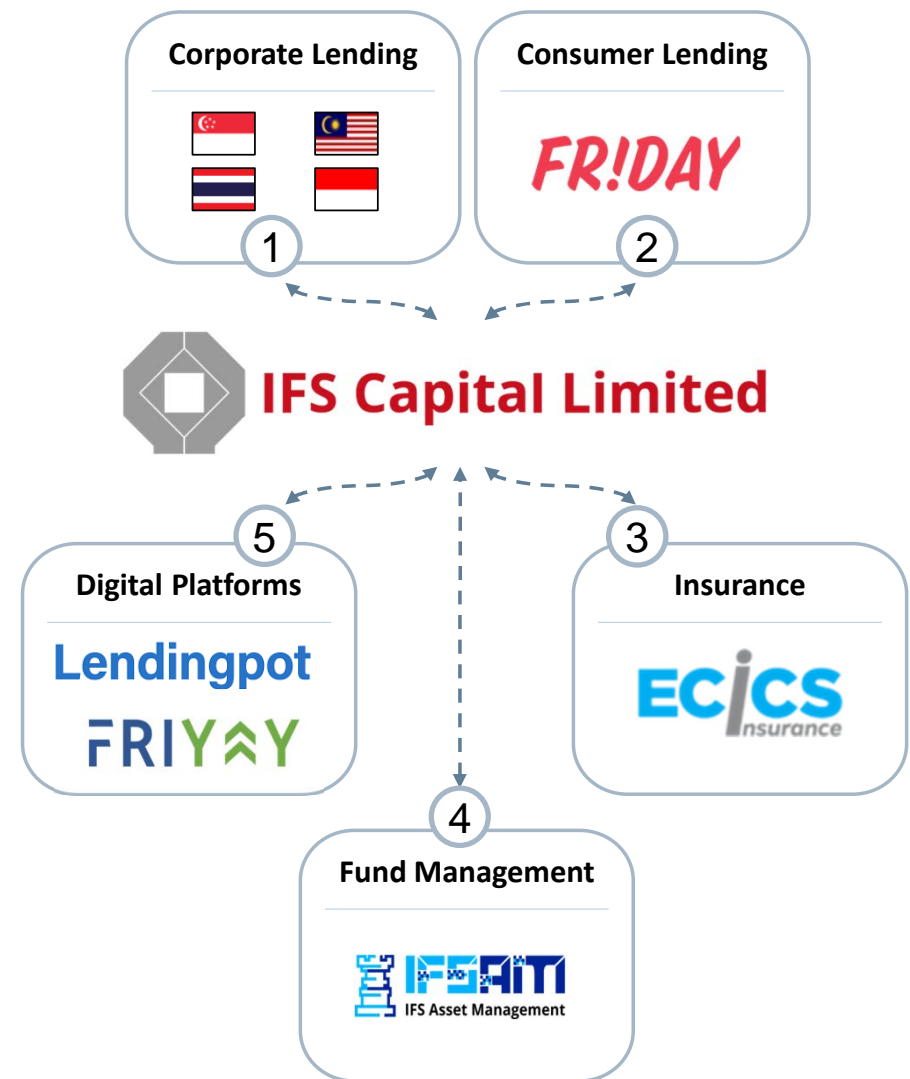 Corporate Lending
Consumer Lending
FR!DAY
1
2
IFS Capital Limited
5
3
Digital Platforms
Insurance
Lendingpot
ECiCS
insurance
FRIYAY
4
Fund Management
IFSAM
IFS Asset Management